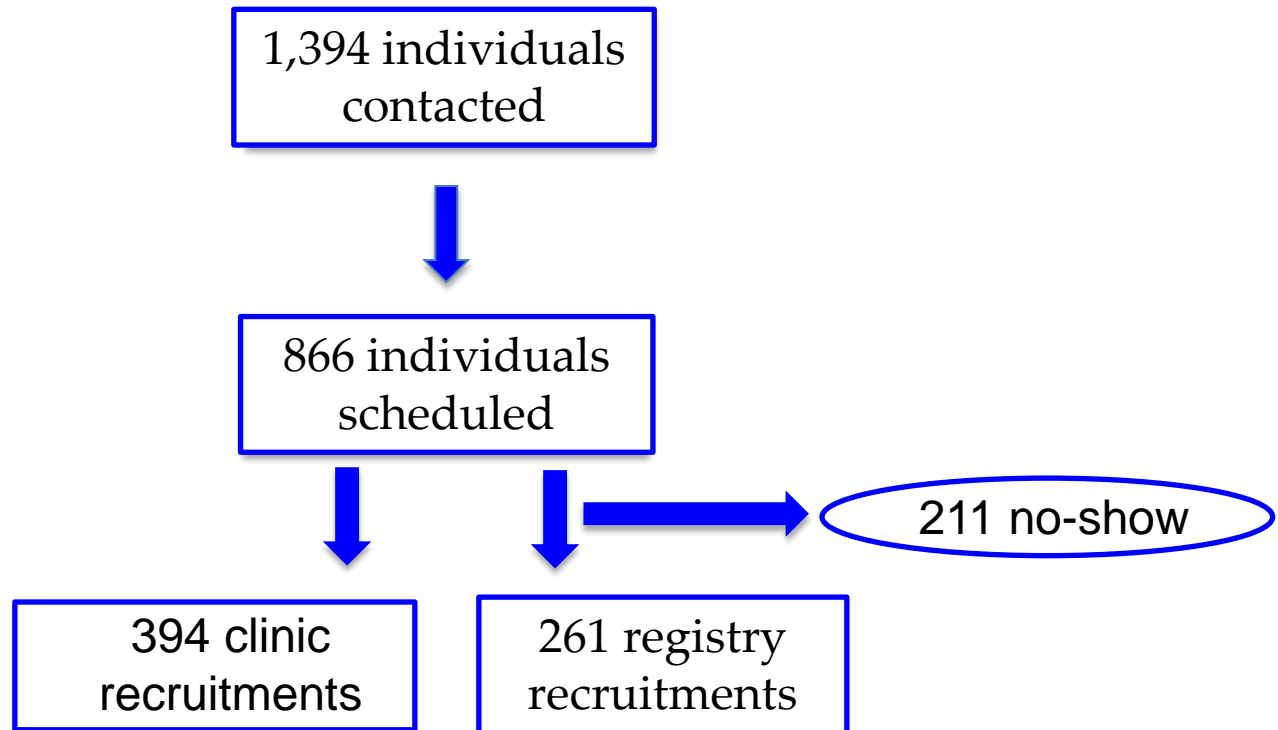 1,394 individuals
contacted
866 individuals
scheduled
211 no-show
394 clinic
recruitments
261 registry
recruitments